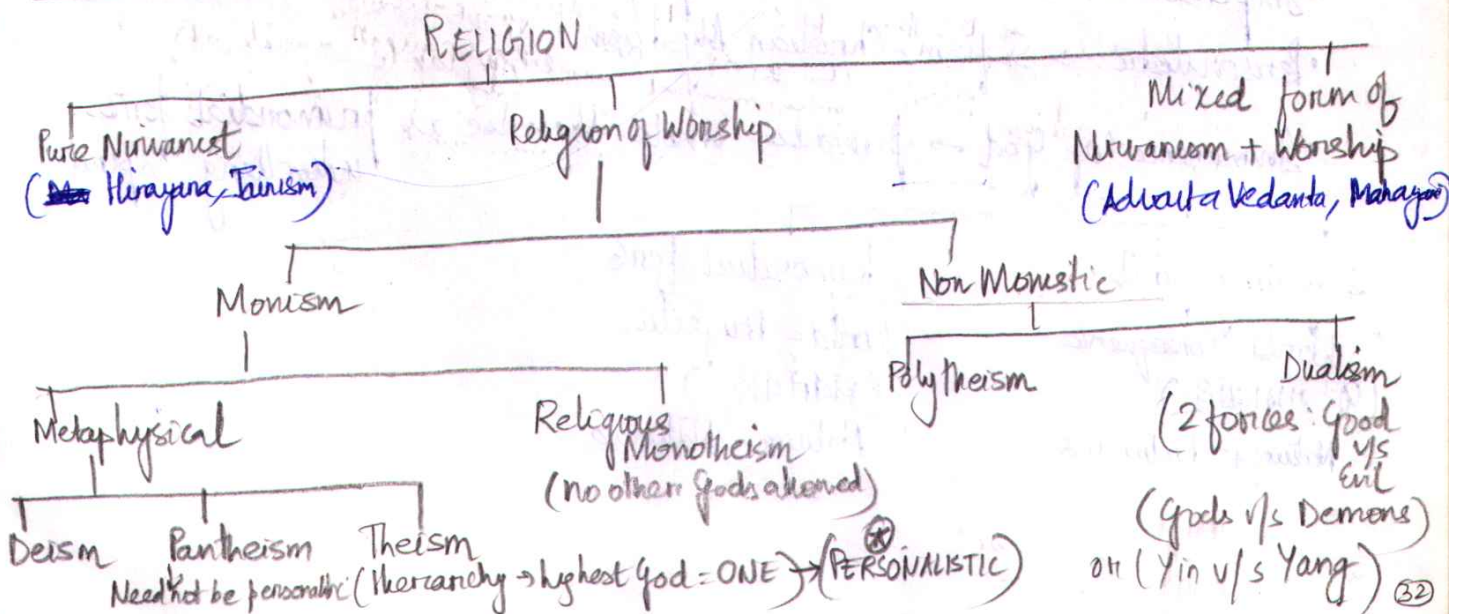 RELIGION
Pure Nirvanist
(Hinayana, Jainism)
Religion of Worship
Mixed form of
Nirvanism + Worship
(Advaita Vedanta, Mahayana)
Monism
Non Monistic
Metaphysical
Religious
Monotheism
(no other Gods allowed)
Polytheism
Dualism
(2 forces: Good
v/s
Evil
(Gods v/s Demons)
or (Yin v/s Yang)
Deism
Pantheism
Need not be personalistic
Theism
(Hierarchy → highest God = ONE → (PERSONALISTIC)
32